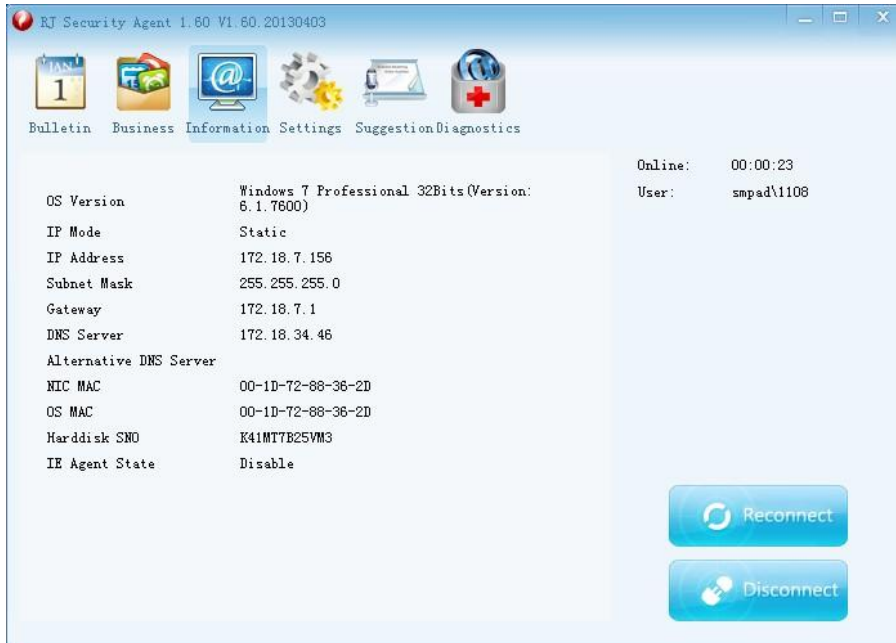 RJ Security Agent 1.60 V1.60.20130403
JAN
1
Bulletin Business Information Settings Suggestion Diagnostics
Online: 00:00:23
User: smpad\1108
OS Version Windows 7 Professional 32Bits(Version:
6.1.7600)
IP Mode Static
IP Address 172.18.7.156
Subnet Mask 255.255.255.0
Gateway 172.18.7.1
DNS Server 172.18.34.46
Alternative DNS Server
NIC MAC 00-1D-72-88-36-2D
OS MAC 00-1D-72-88-36-2D
Harddisk SNO K41MT7B25VM3
IE Agent State Disable
Reconnect
Disconnect